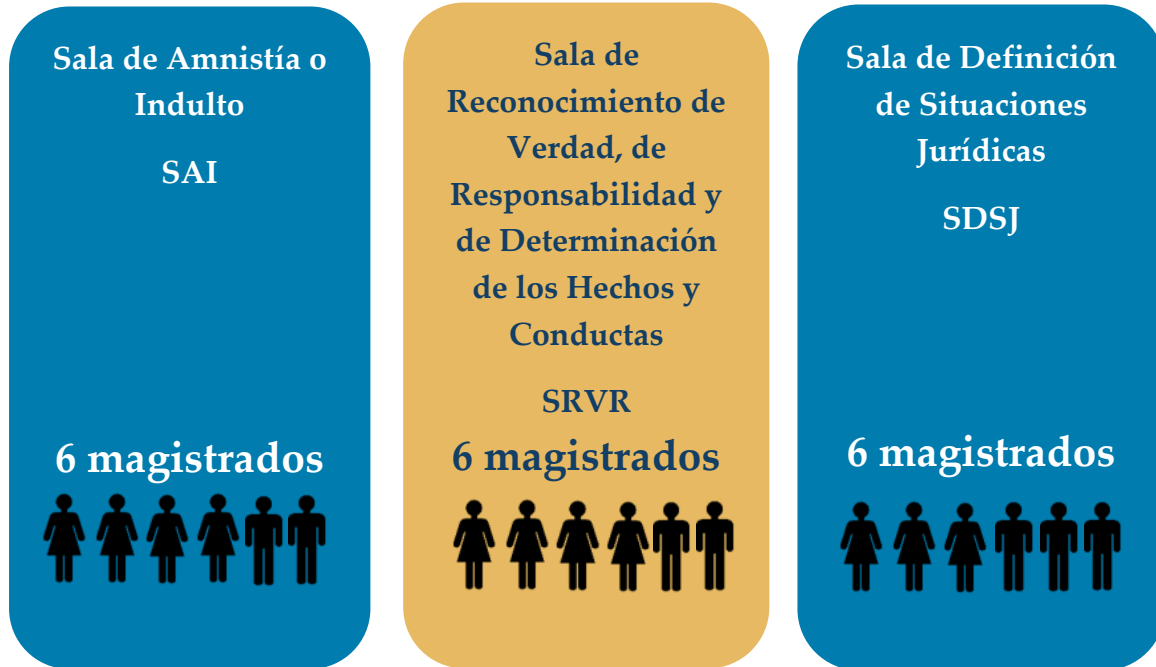 Sala de Amnistía o
Indulto
SAI
6 magistrados
Sala de
Reconocimiento de
Verdad, de
Responsabilidad y
de Determinación
de los Hechos y
Conductas
SRVR
6 magistrados
Sala de Definición
de Situaciones
Jurídicas
SDSJ
6 magistrados